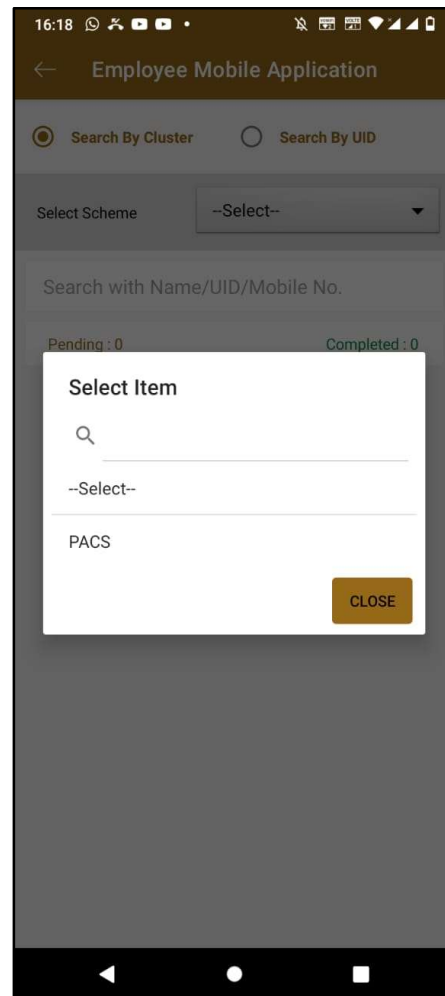 16:18
Employee Mobile Application
Search By Cluster Search By UID
Select Scheme --Select--
Search with Name/UID/Mobile No.
Pending : 0 Completed : 0
Select Item
--Select--
PACS
CLOSE